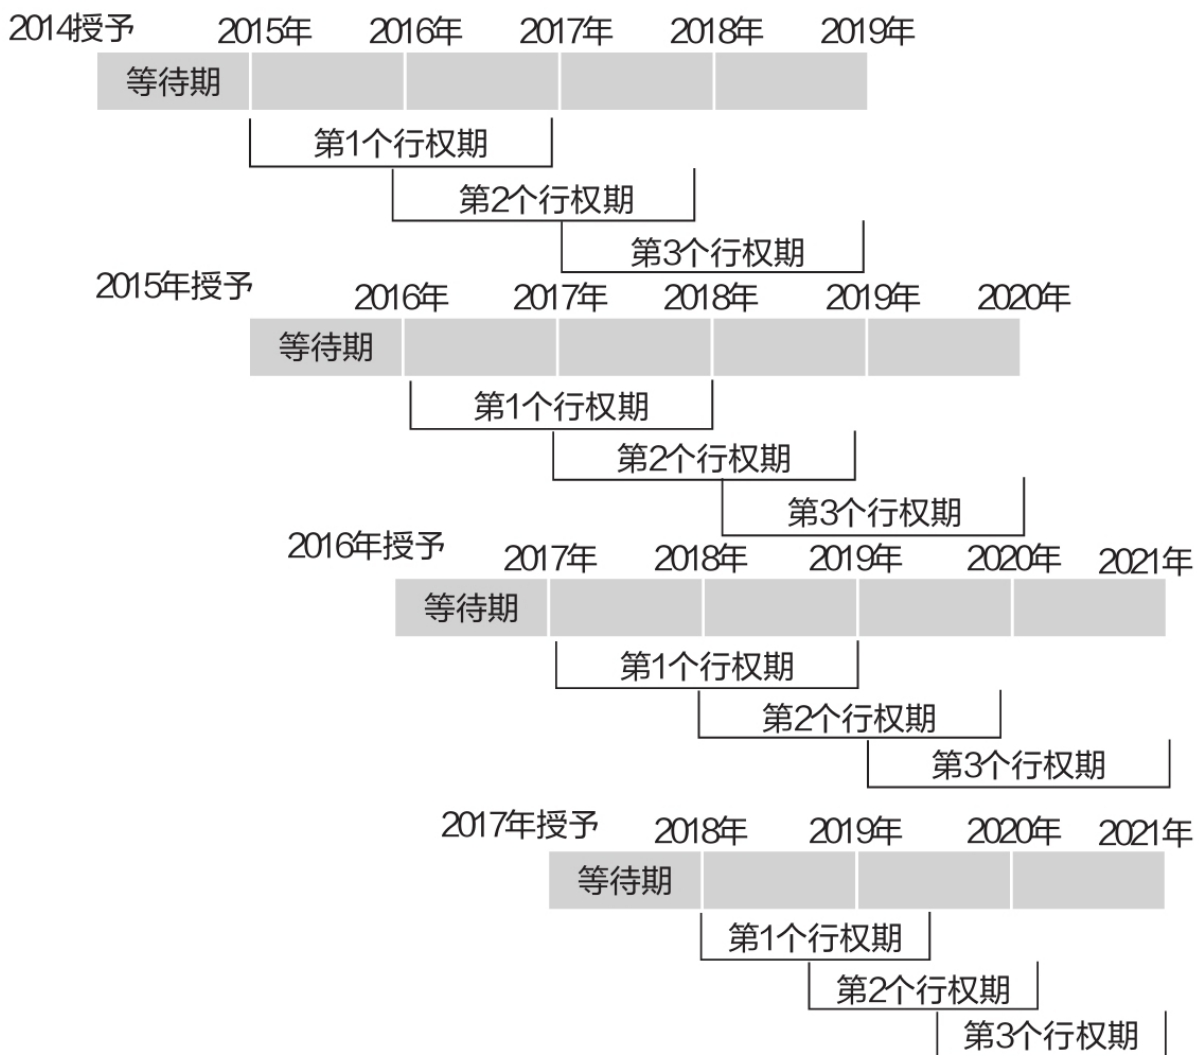 2014授予 2015年 2016年 2017年 2018年 2019年
等待期
第1个行权期
第2个行权期
第3个行权期
2015年授予 2016年 2017年 2018年 2019年 2020年
等待期
第1个行权期
第2个行权期
第3个行权期
2016年授予 2017年 2018年 2019年 2020年 2021年
等待期
第1个行权期
第2个行权期
第3个行权期
2017年授予 2018年 2019年 2020年 2021年
等待期
第1个行权期
第2个行权期
第3个行权期